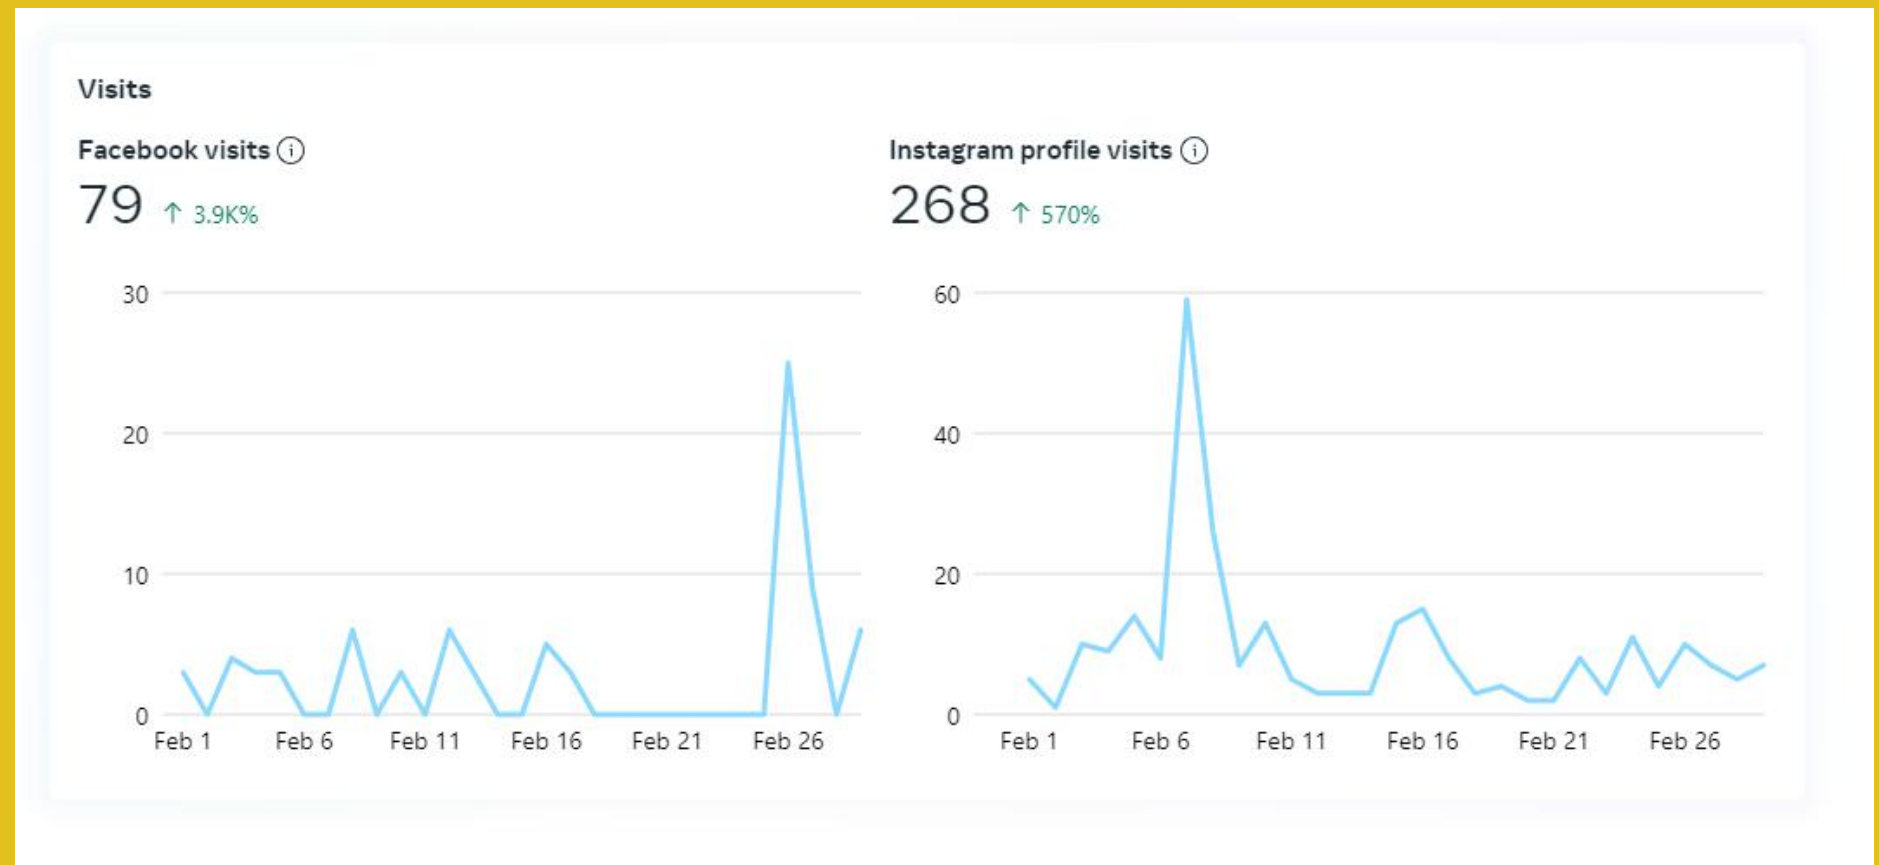 Visits
Facebook visits
79 ↑ 3.9K%
30
20
10
0
Feb 1 Feb 6 Feb 11 Feb 16 Feb 21 Feb 26
Instagram profile visits
268 ↑ 570%
60
40
20
0
Feb 1 Feb 6 Feb 11 Feb 16 Feb 21 Feb 26